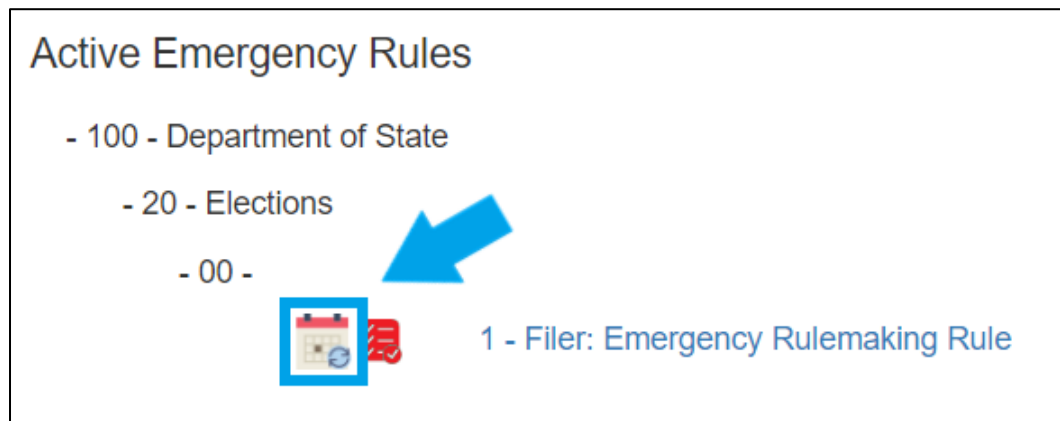 Active Emergency Rules
- 100 - Department of State
- 20 - Elections
- 00 -
1 - Filer: Emergency Rulemaking Rule